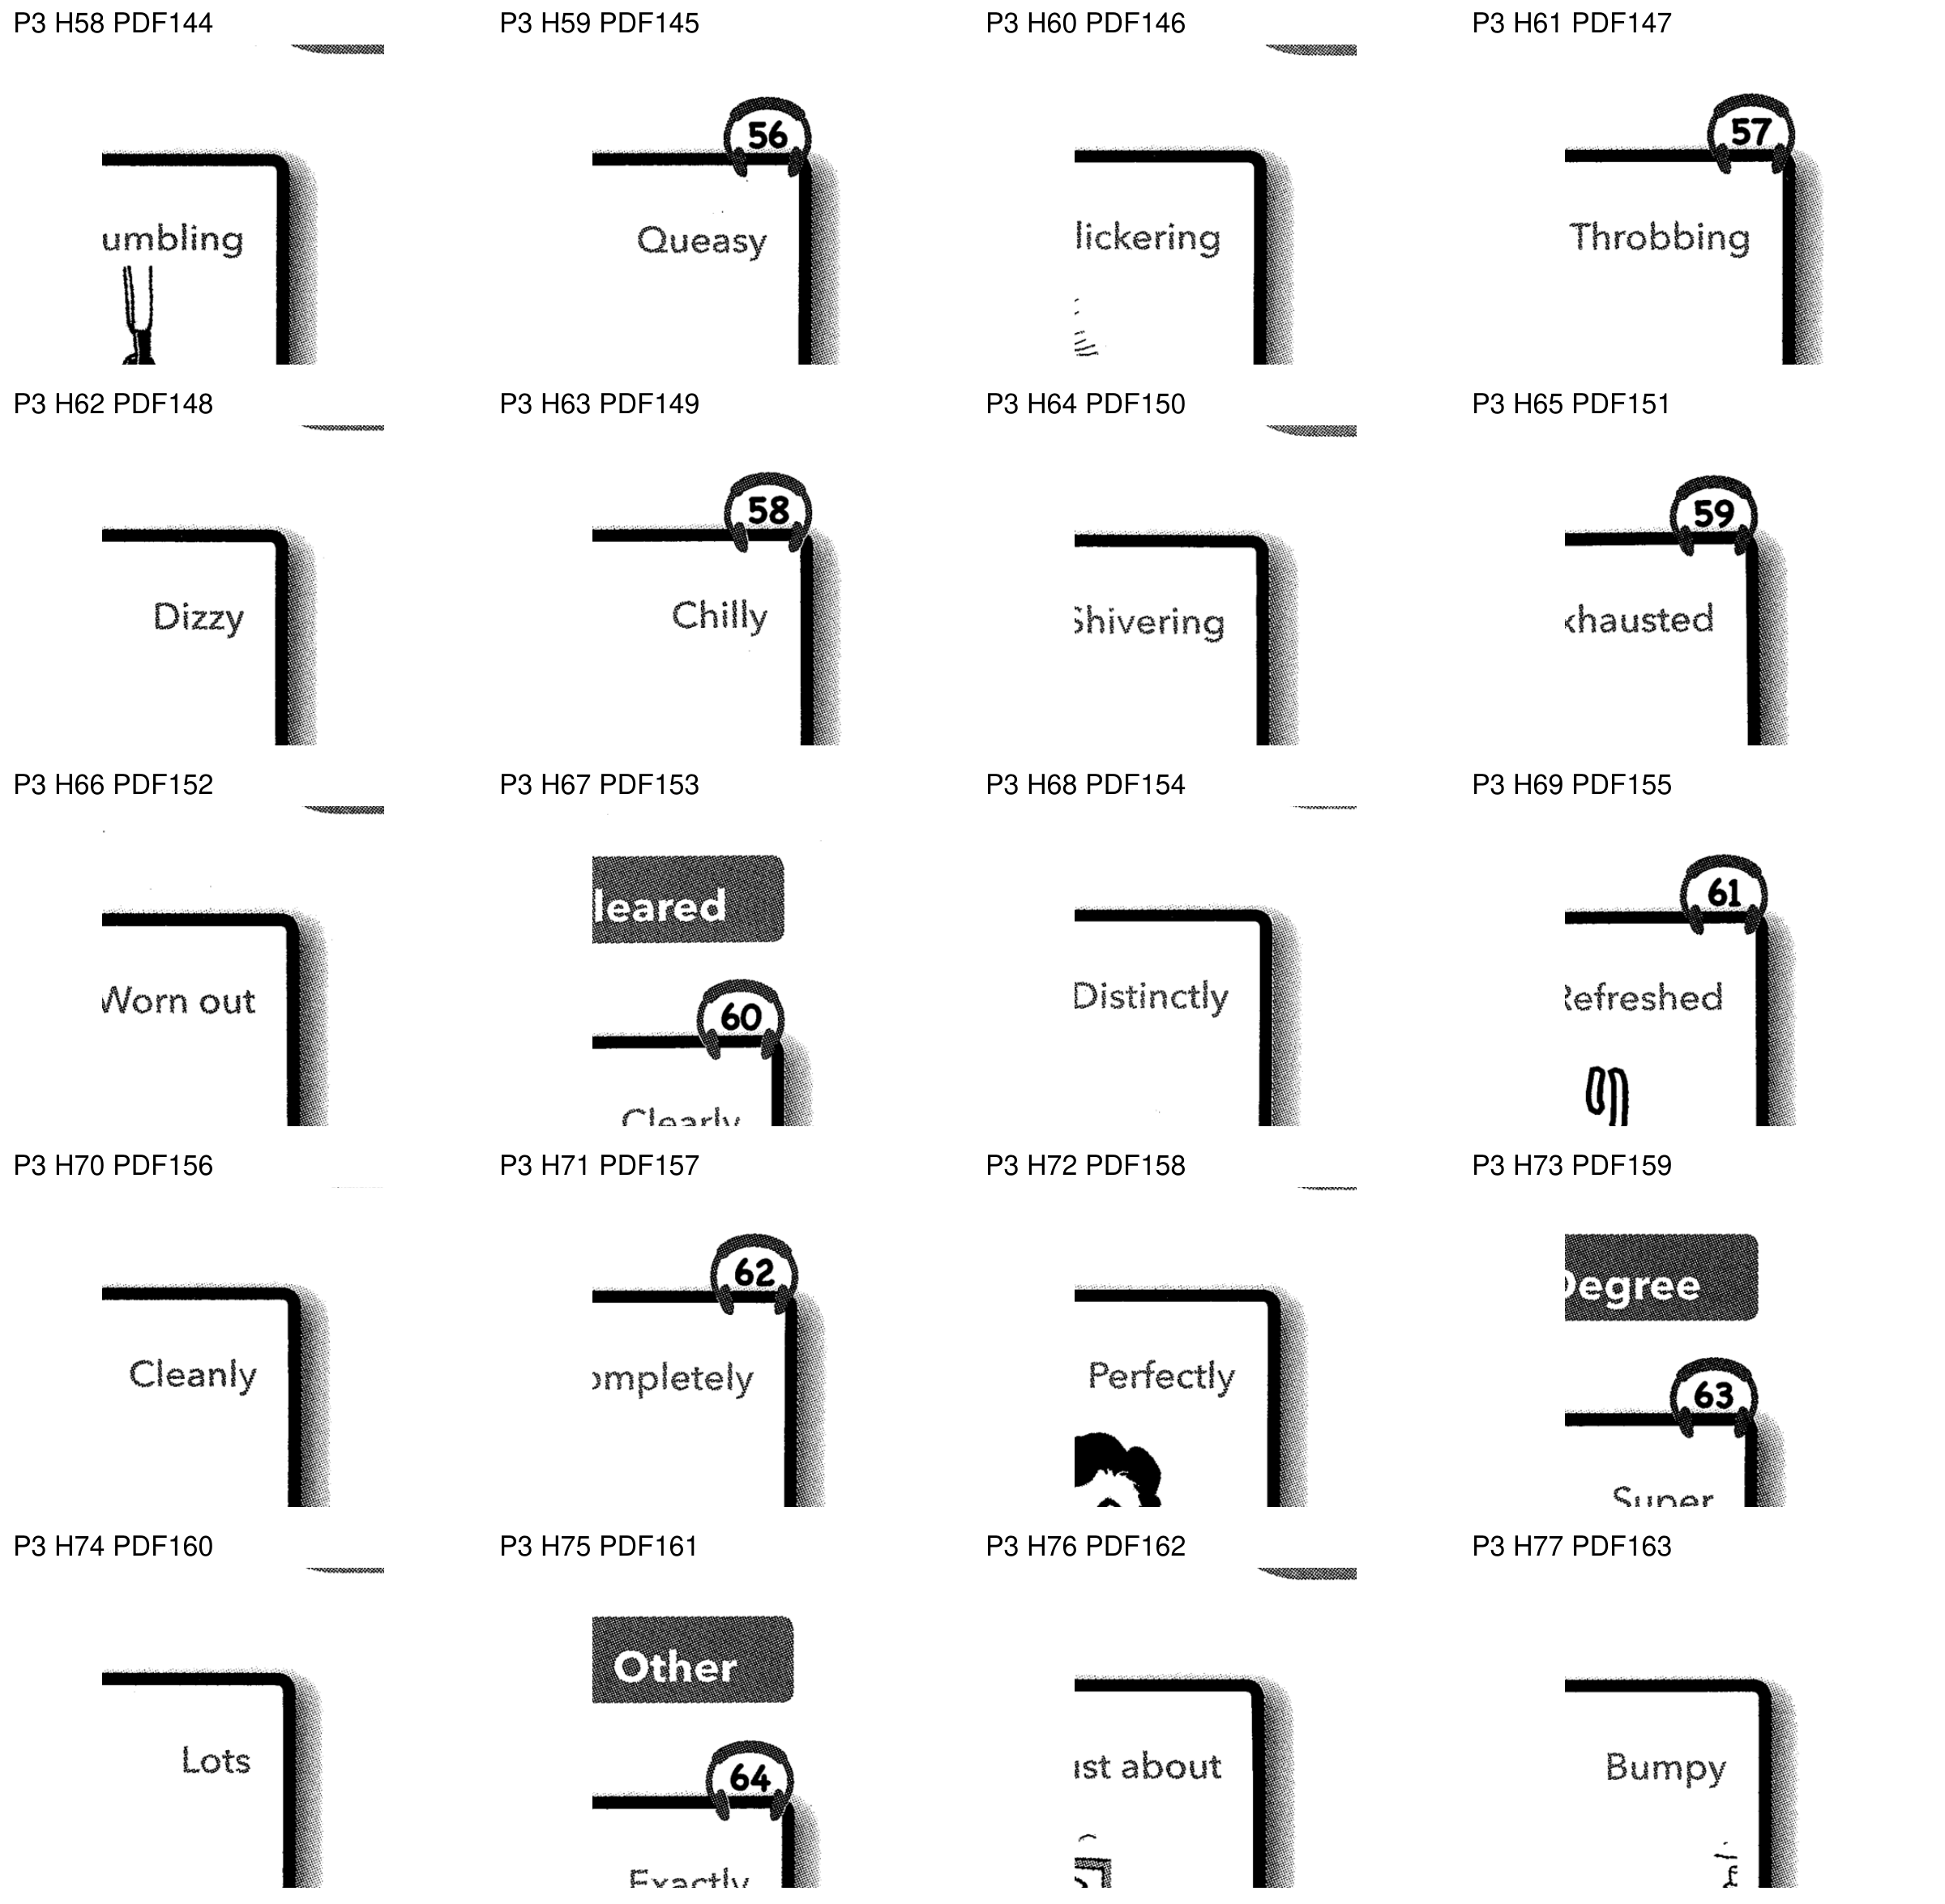 P3 H58 PDF144
umbling
P3 H59 PDF145
56
Queasy
P3 H60 PDF146
lickering
P3 H61 PDF147
57
Throbbing
P3 H62 PDF148
Dizzy
P3 H63 PDF149
58
Chilly
P3 H64 PDF150
Shivering
P3 H65 PDF151
59
xhausted
P3 H66 PDF152
Worn out
P3 H67 PDF153
leared
60
Clearly
P3 H68 PDF154
Distinctly
P3 H69 PDF155
61
Refreshed
P3 H70 PDF156
Cleanly
P3 H71 PDF157
62
ompletely
P3 H72 PDF158
Perfectly
P3 H73 PDF159
Degree
63
Super
P3 H74 PDF160
Lots
P3 H75 PDF161
Other
64
Exactly
P3 H76 PDF162
ust about
P3 H77 PDF163
Bumpy